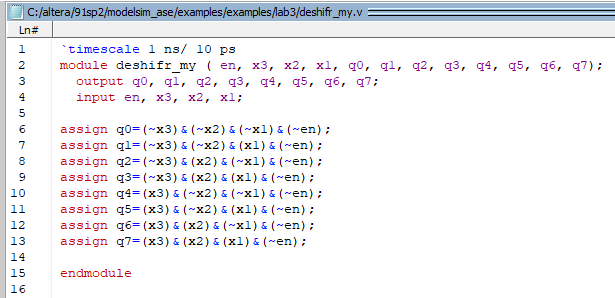 C:/altera/91sp2/modelsim_ase/examples/examples/lab3/deshifr_my.v
Ln#
1 `timescale 1 ns/ 10 ps
2 module deshifr_my ( en, x3, x2, x1, q0, q1, q2, q3, q4, q5, q6, q7);
3 output q0, q1, q2, q3, q4, q5, q6, q7;
4 input en, x3, x2, x1;
5
6 assign q0=(~x3)&(~x2)&(~x1)&(~en);
7 assign q1=(~x3)&(~x2)&(x1)&(~en);
8 assign q2=(~x3)&(x2)&(~x1)&(~en);
9 assign q3=(~x3)&(x2)&(x1)&(~en);
10 assign q4=(x3)&(~x2)&(~x1)&(~en);
11 assign q5=(x3)&(~x2)&(x1)&(~en);
12 assign q6=(x3)&(x2)&(~x1)&(~en);
13 assign q7=(x3)&(x2)&(x1)&(~en);
14
15 endmodule
16